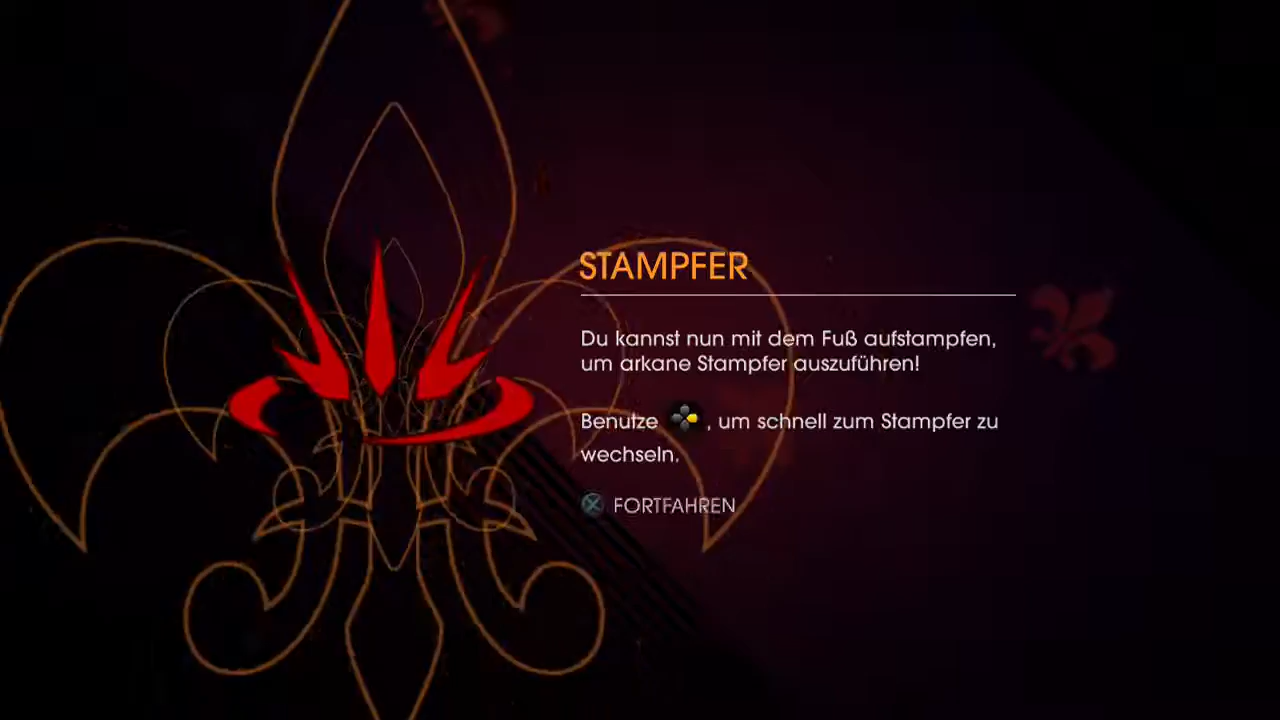 STAMPFER
Du kannst nun mit dem Fuß aufstampfen,
um arkane Stampfer auszuführen!
Benutze , um schnell zum Stampfer zu
wechseln.
FORTFAHREN